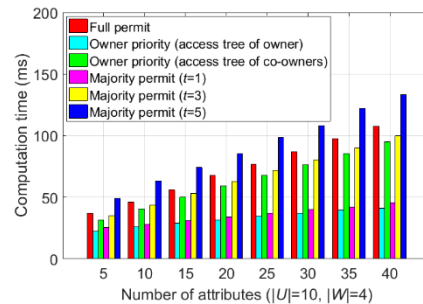 200
150
100
50
0
Computation time (ms)
Full permit
Owner priority (access tree of owner)
Owner priority (access tree of co-owners)
Majority permit (t=1)
Majority permit (t=3)
Majority permit (t=5)
5 10 15 20 25 30 35 40
Number of attributes (|U|=10, |W|=4)